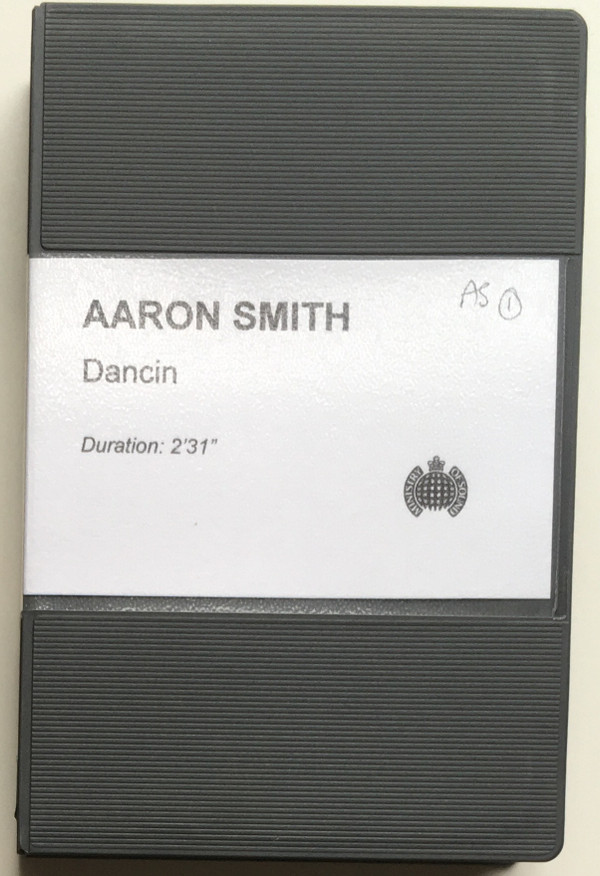 AS 1
AARON SMITH
Dancin
Duration: 2'31"
MINISTRY OF SOUND